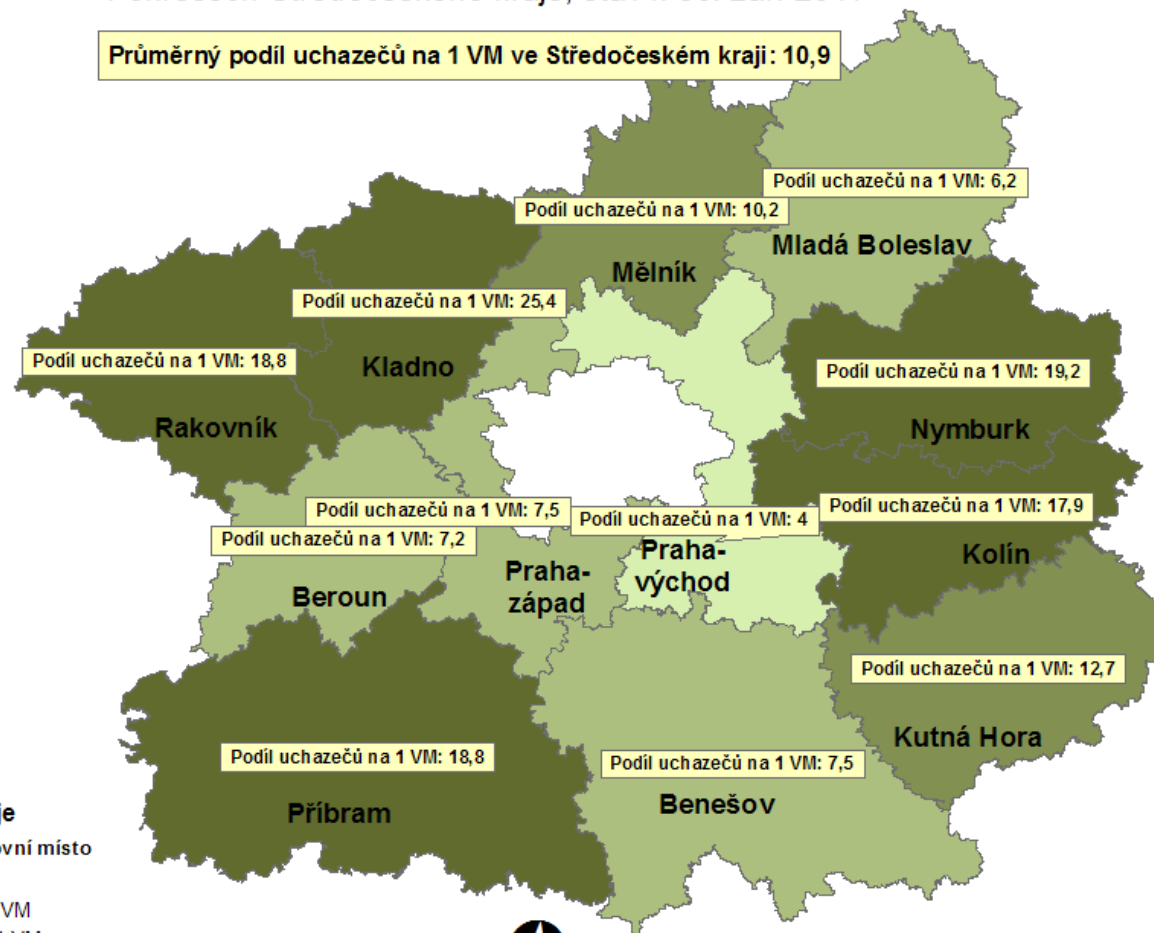 Průměrný podíl uchazečů na 1 VM ve Středočeském kraji: 10,9
Podíl uchazečů na 1 VM: 6,2
Podíl uchazečů na 1 VM: 10,2
Mladá Boleslav
Mělník
Podíl uchazečů na 1 VM: 25,4
Podíl uchazečů na 1 VM: 18,8
Kladno
Podíl uchazečů na 1 VM: 19,2
Rakovník
Nymburk
Podíl uchazečů na 1 VM: 7,5
Podíl uchazečů na 1 VM: 17,9
Podíl uchazečů na 1 VM: 4
Podíl uchazečů na 1 VM: 7,2
Praha-
východ
Kolín
Praha-
západ
Beroun
Podíl uchazečů na 1 VM: 12,7
Kutná Hora
Podíl uchazečů na 1 VM: 18,8
Podíl uchazečů na 1 VM: 7,5
Benešov
Příbram
je
ovní místo
VM